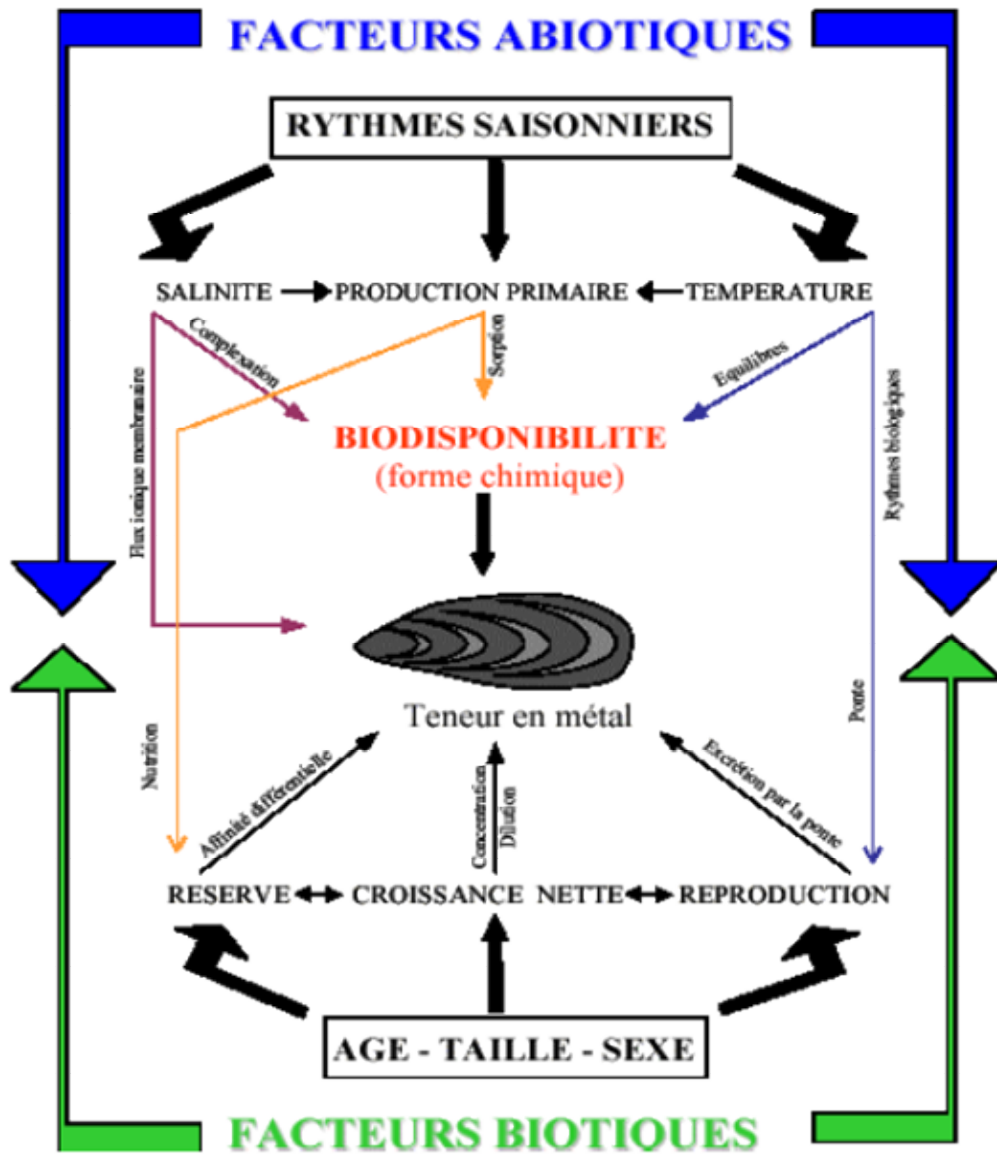 FACTEURS ABIOTIQUES
RYTHMES SAISONNIERS
SALINITE
PRODUCTION PRIMAIRE
TEMPERATURE
Complexation
Sorption
Equilibres
Flux ionique membranaire
Rythmes biologiques
BIODISPONIBILITE
(forme chimique)
Teneur en métal
Nutrition
Affinité différentielle
Concentration
Dilution
Excrétion par la ponte
Ponte
RESERVE
CROISSANCE NETTE
REPRODUCTION
AGE - TAILLE - SEXE
FACTEURS BIOTIQUES